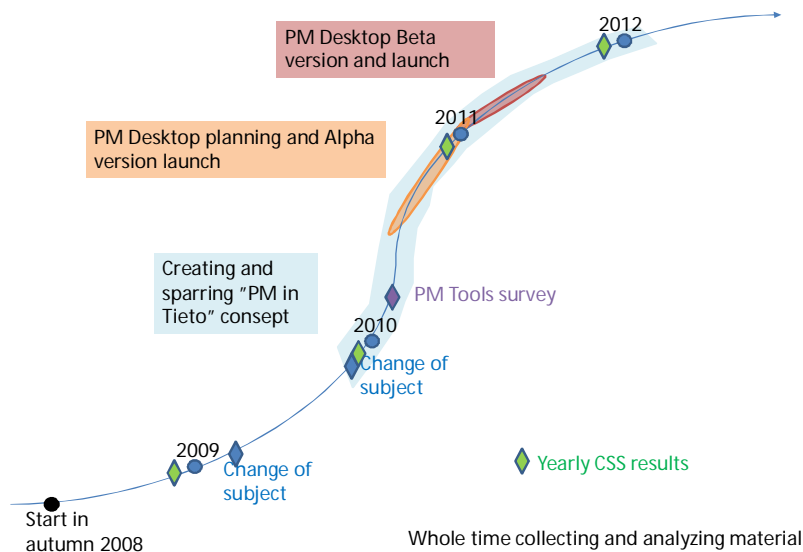 2012
PM Desktop Beta
version and launch
2011
PM Desktop planning and Alpha
version launch
Creating and
sparring "PM in
Tieto" consept
PM Tools survey
2010
Change of
subject
2009
Change of
subject
Yearly CSS results
Start in
autumn 2008
Whole time collecting and analyzing material